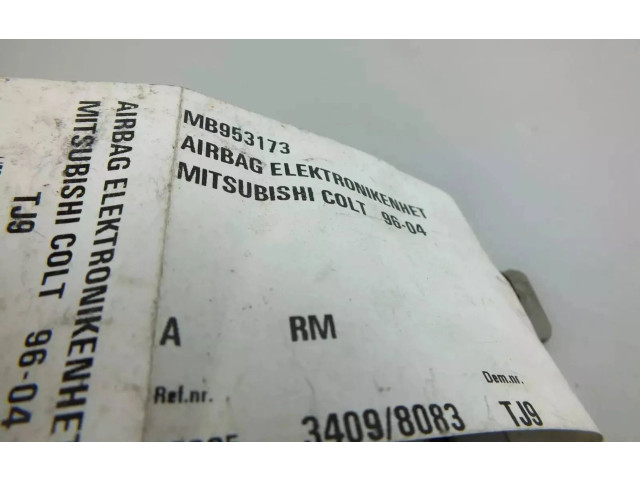 MB953173
AIRBAG ELEKTRONIKENHET
MITSUBISHI COLT 96-04
A RM
Ref.nr. Dem.nr.
3409/8083 TJ9
AIRBAG ELEKTRONIKENHET
MITSUBISHI COLT 96-04
TJ9